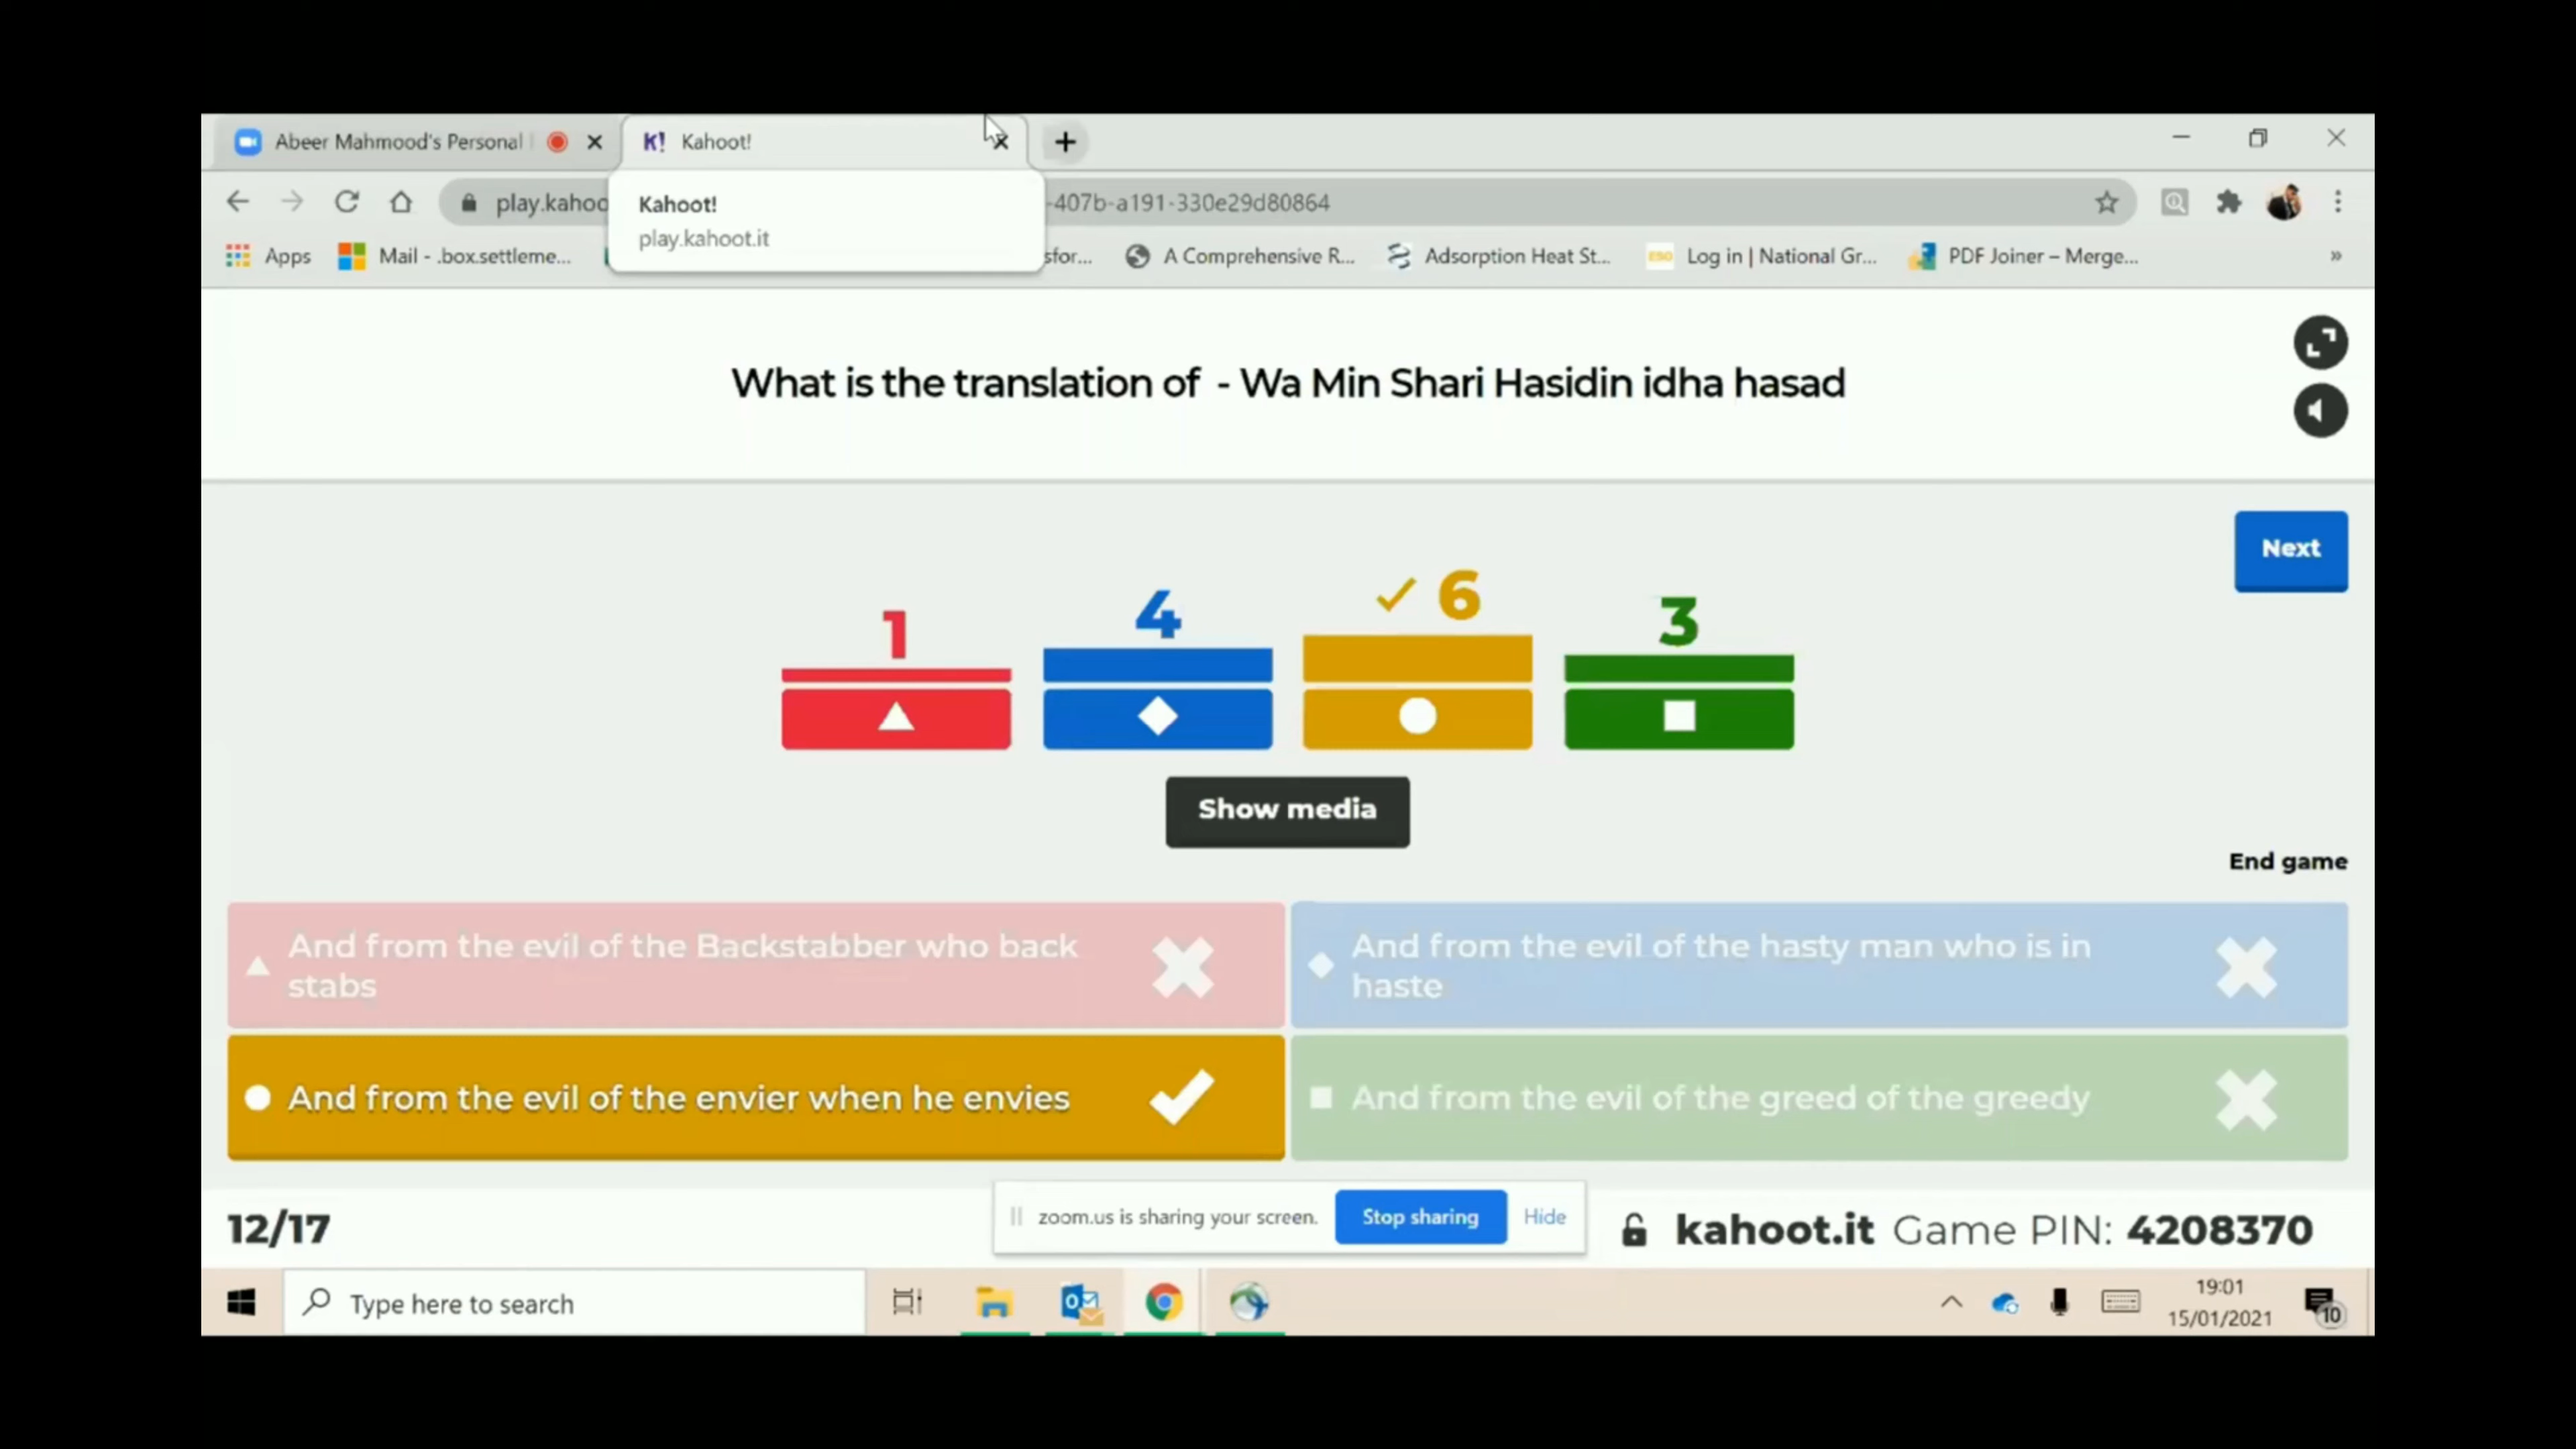 Abeer Mahmood's Personal
K! Kahoot!
play.kahoo
-407b-a191-330e29d80864
Kahoot!
play.kahoot.it
Apps
Mail - .box.settleme...
sfor...
A Comprehensive R...
Adsorption Heat St...
ESO
Log in | National Gr...
PDF Joiner – Merge...
What is the translation of - Wa Min Shari Hasidin idha hasad
Next
1
4
6
3
Show media
End game
And from the evil of the Backstabber who back
stabs
And from the evil of the hasty man who is in
haste
And from the evil of the envier when he envies
And from the evil of the greed of the greedy
12/17
zoom.us is sharing your screen.
Stop sharing
Hide
kahoot.it Game PIN: 4208370
Type here to search
19:01
15/01/2021
10